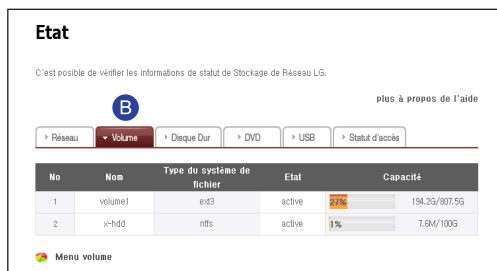 Etat
C'est posible de vérifier les informations de statut de Stockage de Réseau LG.
plus à propos de l'aide
B
Réseau Volume Disque Dur DVD USB Statut d'accès
No Nom Type du système de fichier Etat Capacité
1 volume1 ext3 active 27% 194.2G/807.5G
2 x-hdd ntfs active 1% 7.6M/100G
Menu volume